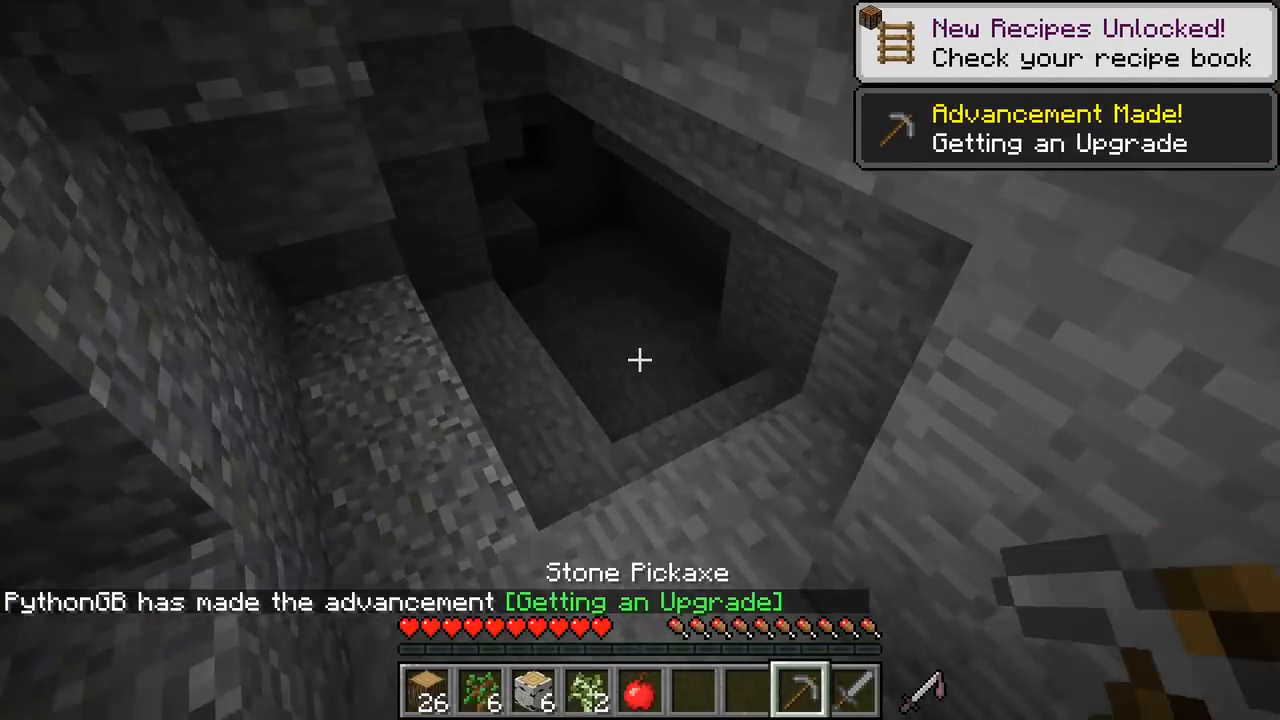 New Recipes Unlocked!
Check your recipe book
Advancement Made!
Getting an Upgrade
Stone Pickaxe
PythonGB has made the advancement [Getting an Upgrade]
26 6 6 2